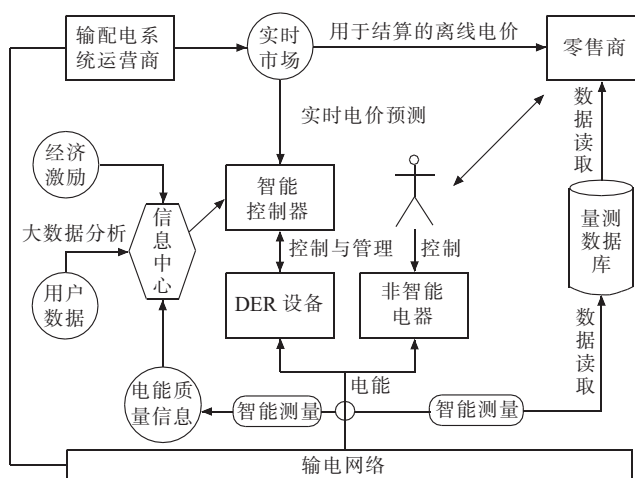 输配电系
统运营商
实时
市场
用于结算的离线电价
零售商
实时电价预测
数据读取
经济
激励
智能
控制器
大数据分析
信息中心
量测
数据
库
控制与管理
控制
用户
数据
DER 设备
非智能
电器
数据读取
电能
电能质
量信息
智能测量
智能测量
输电网络